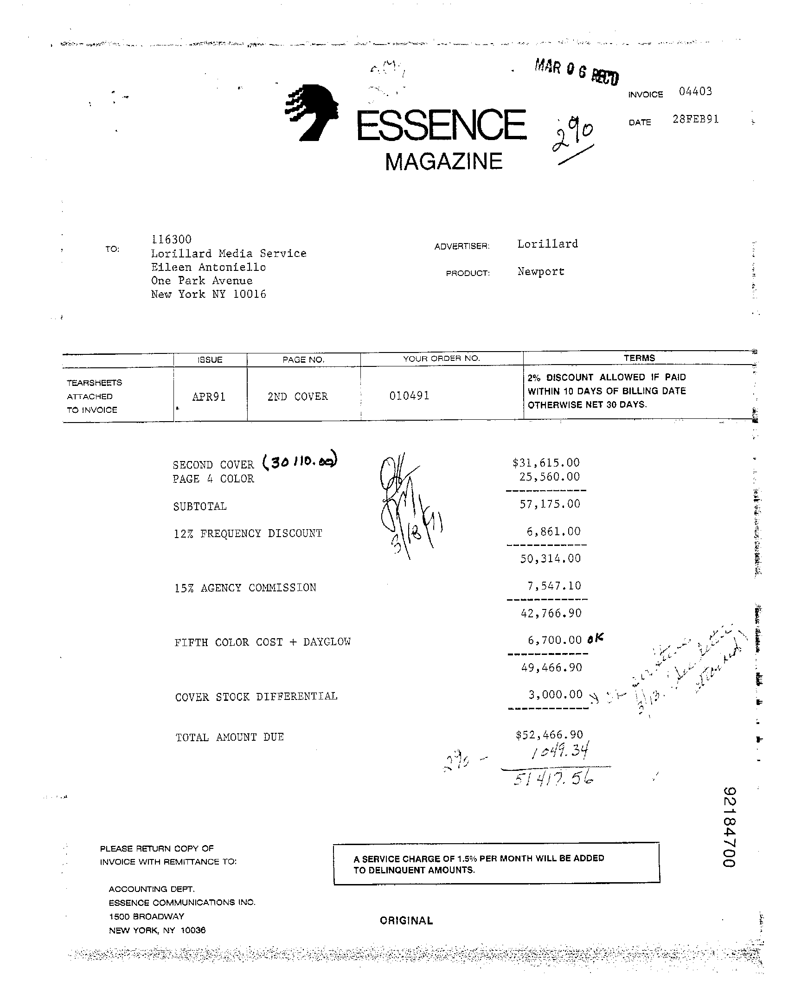 MAR 06 REC'D
INVOICE 04403
DATE 28FEB91
ESSENCE
MAGAZINE
2%
TO:
116300
Lorillard Media Service
Eileen Antoniello
One Park Avenue
New York NY 10016
ADVERTISER: Lorillard
PRODUCT: Newport
ISSUE PAGE NO. YOUR ORDER NO. TERMS
TEARSHEETS
ATTACHED
TO INVOICE
APR91 2ND COVER 010491
2% DISCOUNT ALLOWED IF PAID
WITHIN 10 DAYS OF BILLING DATE
OTHERWISE NET 30 DAYS.
SECOND COVER (30110.00) $31,615.00
PAGE 4 COLOR 25,560.00
SUBTOTAL 57,175.00
12% FREQUENCY DISCOUNT 6,861.00
50,314.00
OK
3/18/91
15% AGENCY COMMISSION 7,547.10
42,766.90
FIFTH COLOR COST + DAYGLOW 6,700.00 OK
49,466.90
COVER STOCK DIFFERENTIAL 3,000.00
TOTAL AMOUNT DUE $52,466.90
2% - 1049.34
51417.56
92184700
PLEASE RETURN COPY OF
INVOICE WITH REMITTANCE TO:
A SERVICE CHARGE OF 1.5% PER MONTH WILL BE ADDED
TO DELINQUENT AMOUNTS.
ACCOUNTING DEPT.
ESSENCE COMMUNICATIONS INC.
1500 BROADWAY
NEW YORK, NY 10036
ORIGINAL